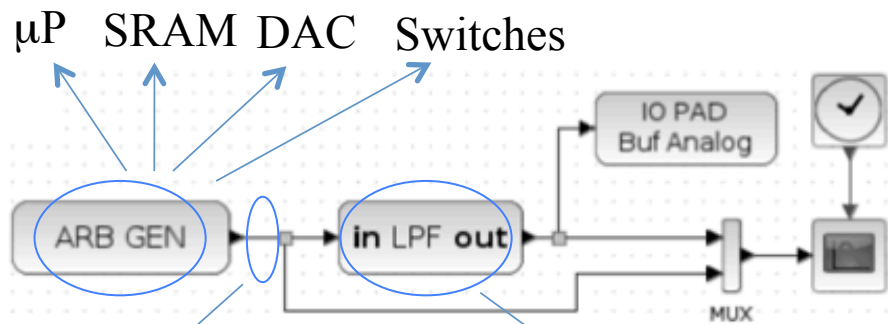 μP SRAM DAC Switches
IO PAD
Buf Analog
ARB GEN
in LPF out
MUX